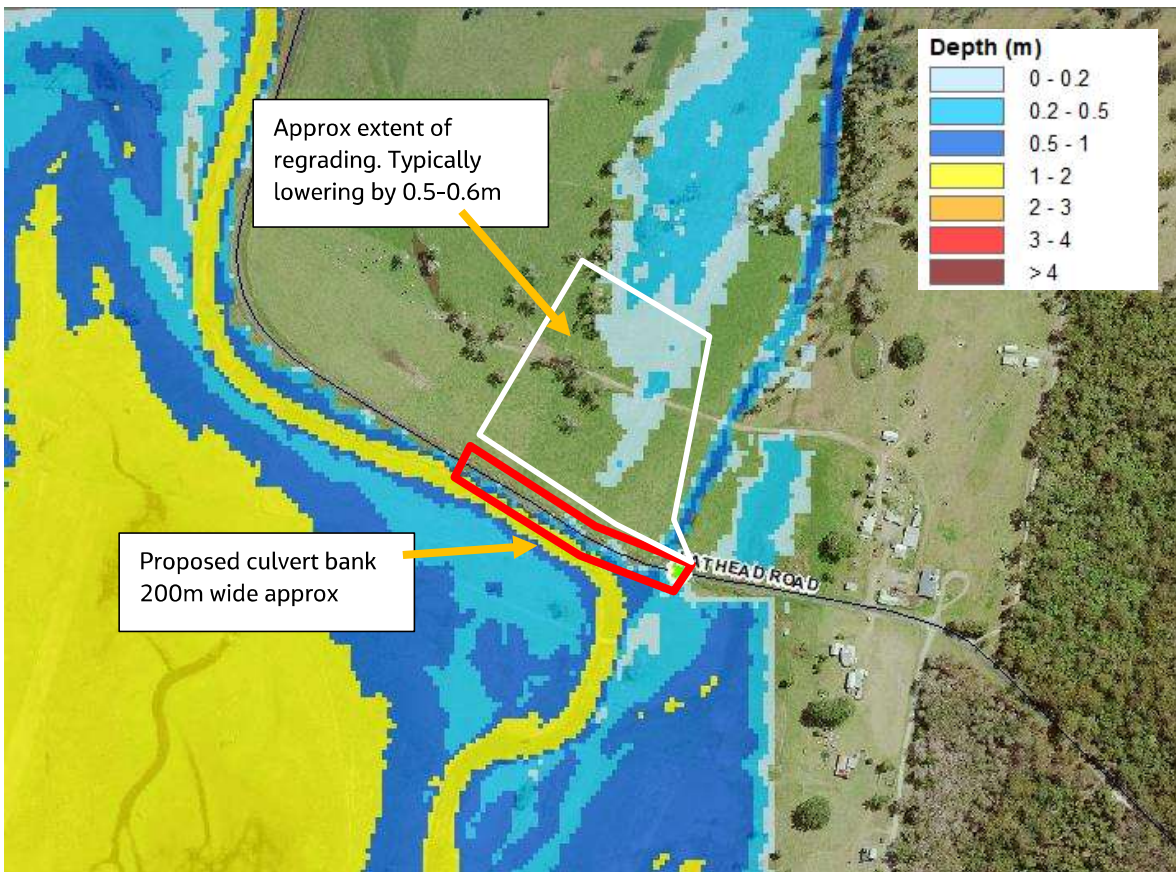 Depth (m)
0 - 0.2
0.2 - 0.5
0.5 - 1
1 - 2
2 - 3
3 - 4
> 4
Approx extent of
regrading. Typically
lowering by 0.5-0.6m
Proposed culvert bank
200m wide approx
ATHEAD ROAD